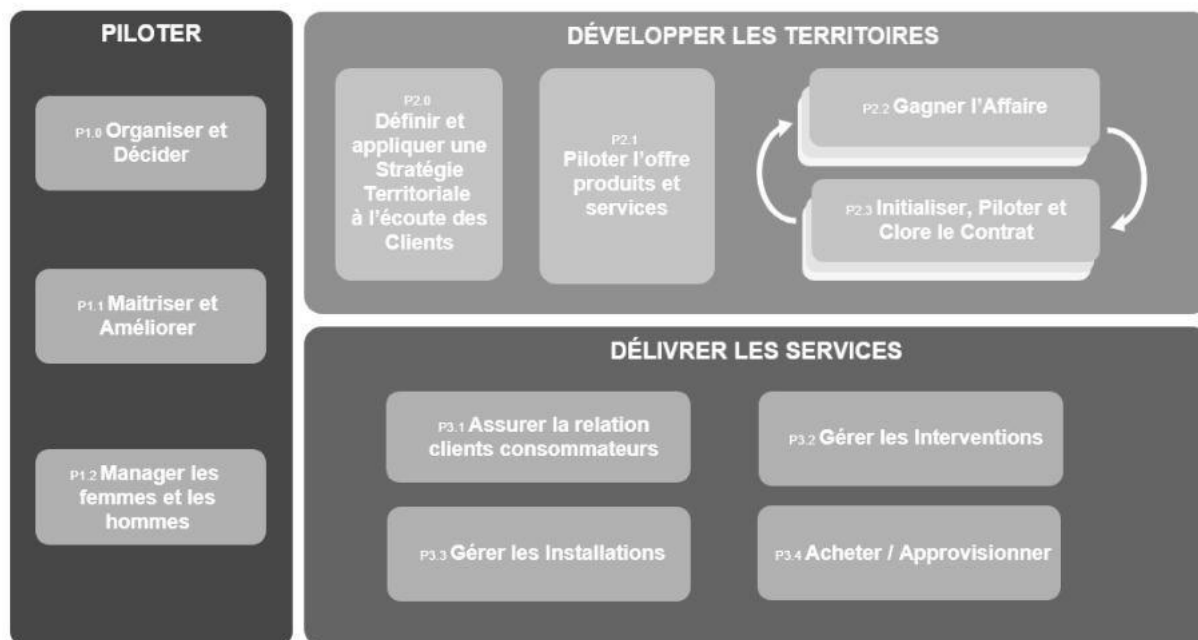 PILOTER
P1.0 Organiser et
Décider
P1.1 Maitriser et
Améliorer
P1.2 Manager les
femmes et les
hommes
DÉVELOPPER LES TERRITOIRES
P2.0
Définir et
appliquer une
Stratégie
Territoriale
à l'écoute des
Clients
P2.1
Piloter l'offre
produits et
services
P2.2 Gagner l'Affaire
P2.3 Initialiser, Piloter et
Clore le Contrat
DÉLIVRER LES SERVICES
P3.1 Assurer la relation
clients consommateurs
P3.2 Gérer les Interventions
P3.3 Gérer les Installations
P3.4 Acheter / Approvisionner